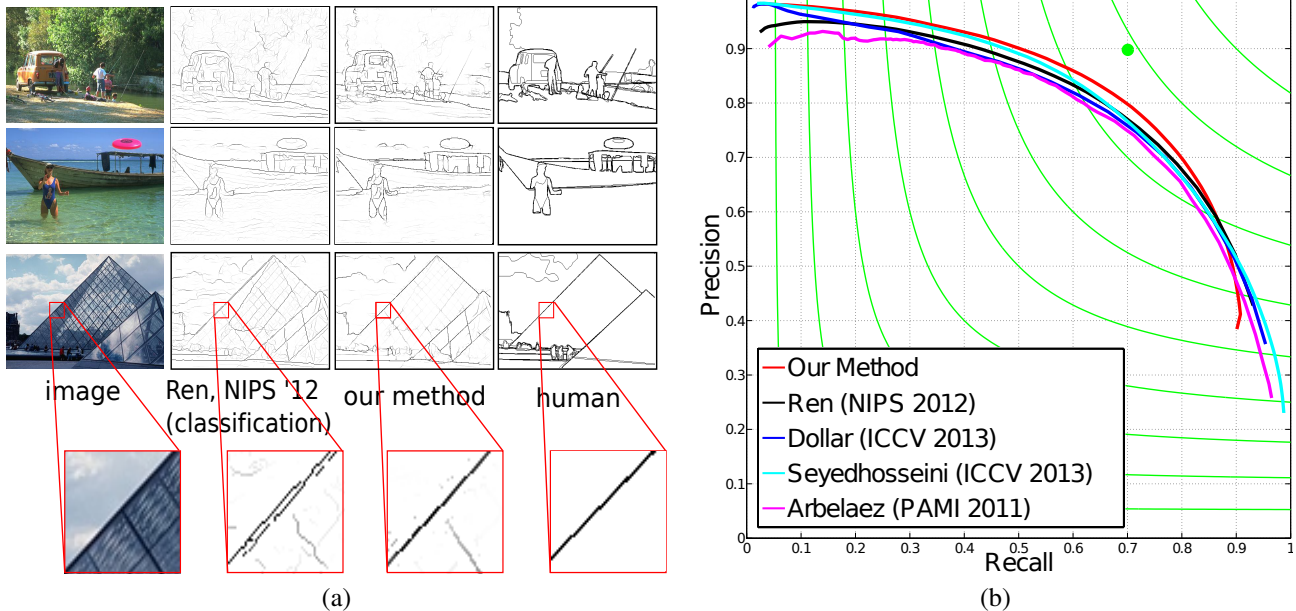 image
Ren, NIPS '12
(classification)
our method
human
(a)
Precision
0.9
0.8
0.7
0.6
0.5
0.4
0.3
0.2
0.1
0
Our Method
Ren (NIPS 2012)
Dollar (ICCV 2013)
Seyedhosseini (ICCV 2013)
Arbelaez (PAMI 2011)
0 0.1 0.2 0.3 0.4 0.5 0.6 0.7 0.8 0.9 1
Recall
(b)